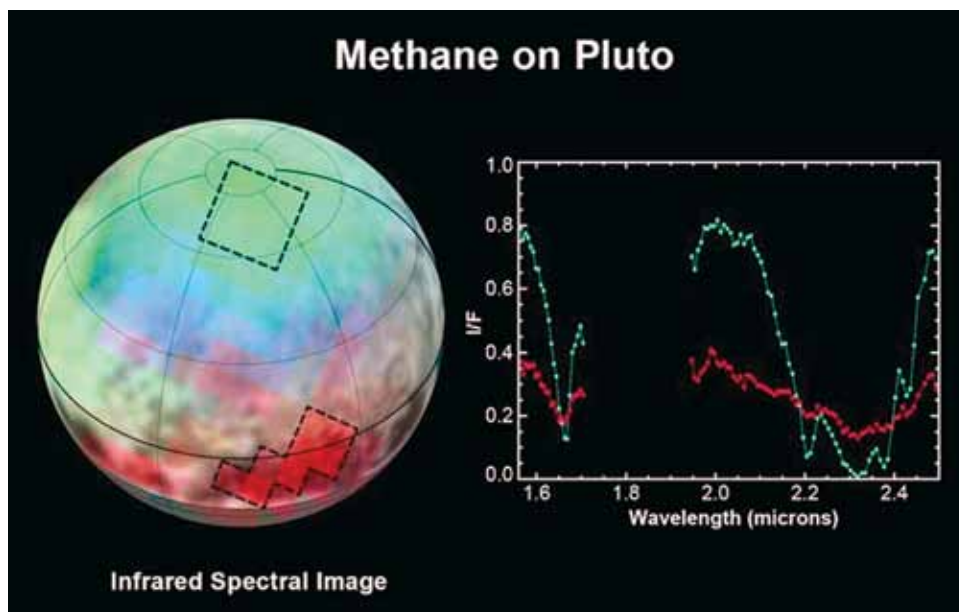 Methane on Pluto
1.0
0.8
0.6
0.4
0.2
0.0
I/F
1.6 1.8 2.0 2.2 2.4
Wavelength (microns)
Infrared Spectral Image